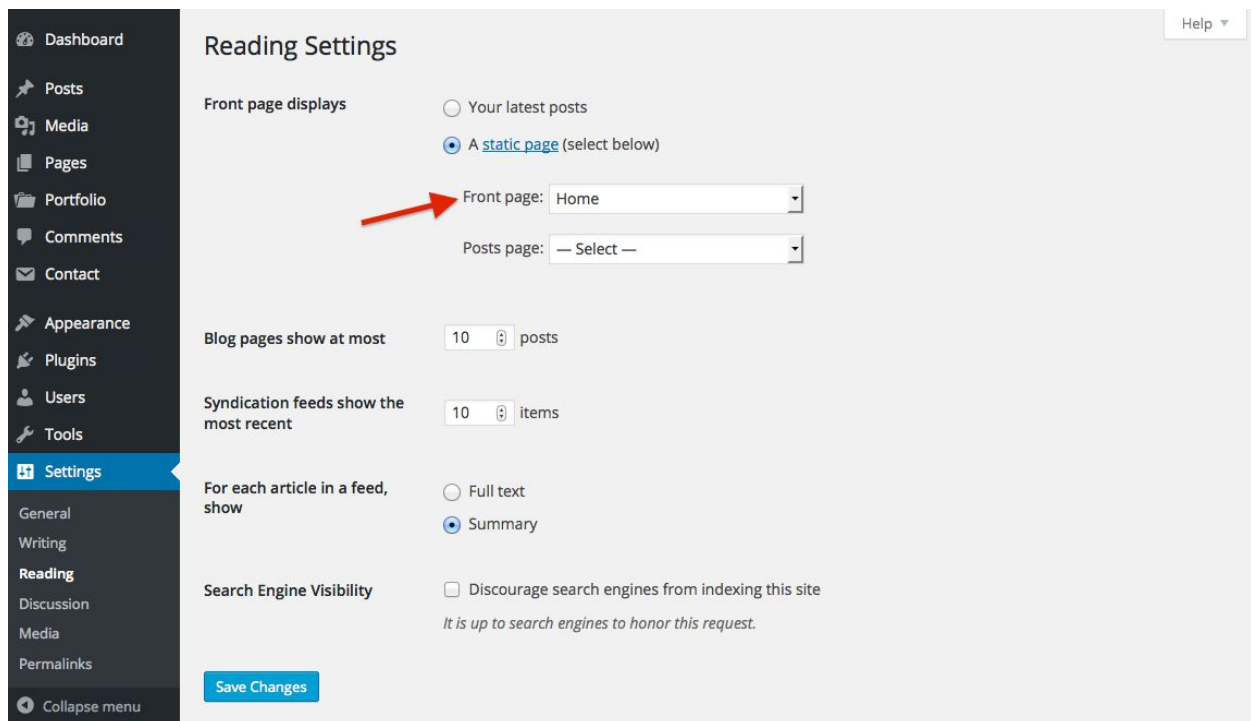 Dashboard
Posts
Media
Pages
Portfolio
Comments
Contact
Appearance
Plugins
Users
Tools
Settings
General
Writing
Reading
Discussion
Media
Permalinks
Collapse menu
Help
Reading Settings
Front page displays
Your latest posts
A static page (select below)
Front page: Home
Posts page: — Select —
Blog pages show at most
10 posts
Syndication feeds show the
most recent
10 items
For each article in a feed,
show
Full text
Summary
Search Engine Visibility
Discourage search engines from indexing this site
It is up to search engines to honor this request.
Save Changes